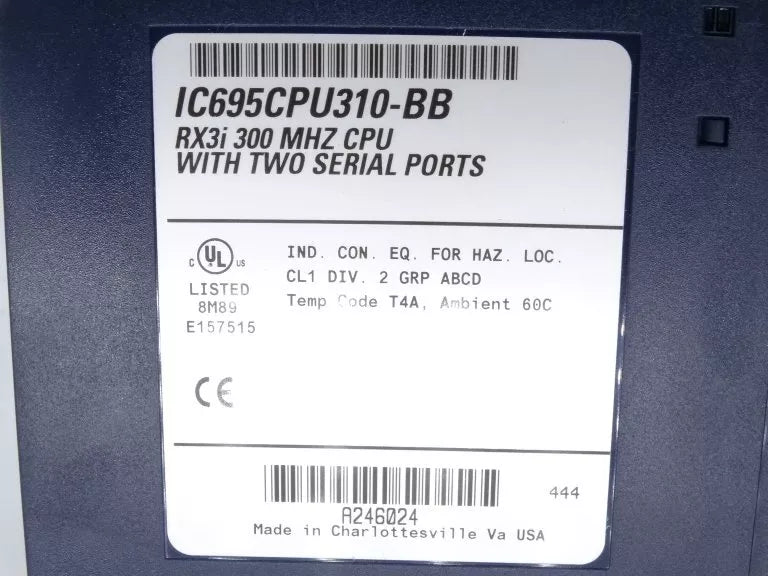 IC695CPU310-BB
RX3i 300 MHZ CPU
WITH TWO SERIAL PORTS
C UL US
LISTED
8M89
E157515
IND. CON. EQ. FOR HAZ. LOC.
CL1 DIV. 2 GRP ABCD
Temp Code T4A, Ambient 60C
CE
A246024
444
Made in Charlottesville Va USA